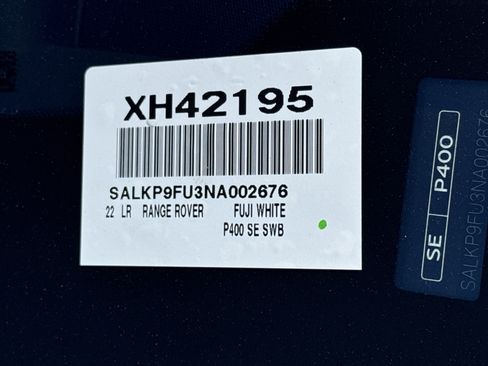 XH42195
SALKP9FU3NA002676
22 LR RANGE ROVER FUJI WHITE
P400 SE SWB
SE P400
SALKP9FU3NA002676